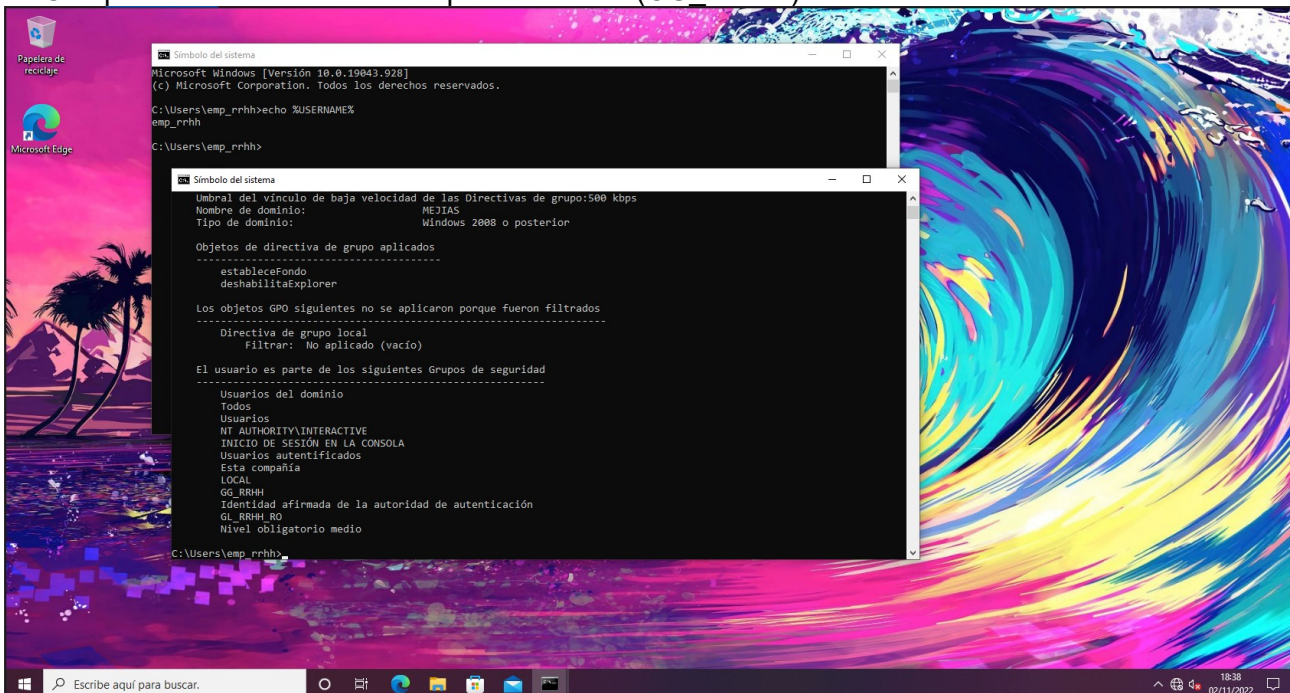 Papelera de
reciclaje
Microsoft Edge
Símbolo del sistema
Microsoft Windows [Versión 10.0.19043.928]
(c) Microsoft Corporation. Todos los derechos reservados.
C:\Users\emp_rrhh>echo %USERNAME%
emp_rrhh
C:\Users\emp_rrhh>
Símbolo del sistema
Umbral del vínculo de baja velocidad de las Directivas de grupo:500 kbps
Nombre de dominio: MEJIAS
Tipo de dominio: Windows 2008 o posterior
Objetos de directiva de grupo aplicados
----------------------------------------
estableceFondo
deshabilitaExplorer
Los objetos GPO siguientes no se aplicaron porque fueron filtrados
-------------------------------------------------------------------
Directiva de grupo local
Filtrar: No aplicado (vacío)
El usuario es parte de los siguientes Grupos de seguridad
---------------------------------------------------------
Usuarios del dominio
Todos
Usuarios
NT AUTHORITY\INTERACTIVE
INICIO DE SESIÓN EN LA CONSOLA
Usuarios autentificados
Esta compañía
LOCAL
GG_RRHH
Identidad afirmada de la autoridad de autenticación
GL_RRHH_RO
Nivel obligatorio medio
C:\Users\emp_rrhh>
Escribe aquí para buscar.
18:38
02/11/2022